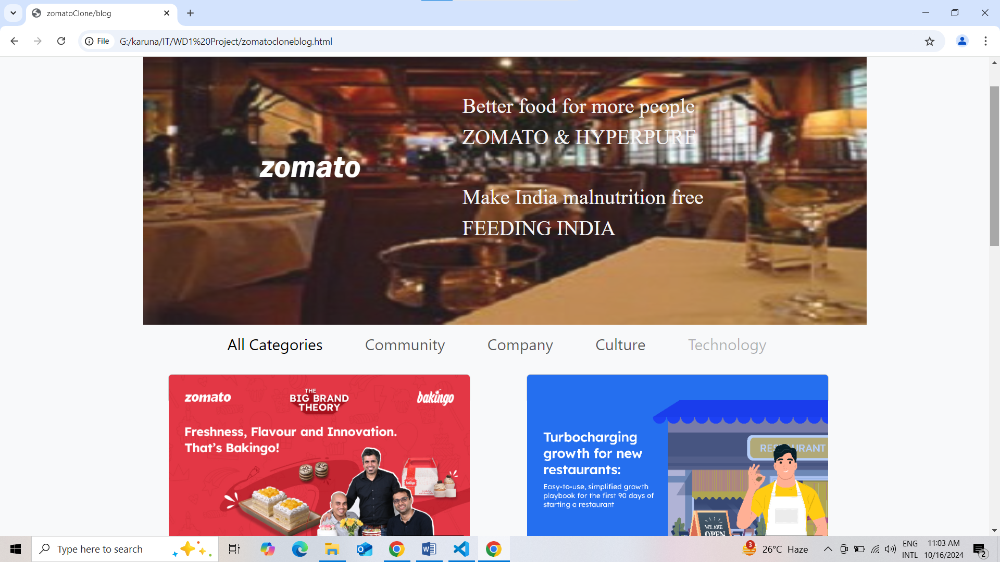 zomatoClone/blog
File
G:/karuna/IT/WD1%20Project/zomatocloneblog.html
Better food for more people
ZOMATO & HYPERPURE
zomato
Make India malnutrition free
FEEDING INDIA
All Categories
Community
Company
Culture
Technology
zomato
THE
BIG BRAND
THEORY
bakingo
Freshness, Flavour and Innovation.
That's Bakingo!
bakingo
Turbocharging
growth for new
restaurants:
Easy-to-use, simplified growth
playbook for the first 90 days of
starting a restaurant
RESTAURANT
WE ARE
OPEN
Type here to search
3
26°C Haze
ENG
INTL
11:03 AM
10/16/2024
2